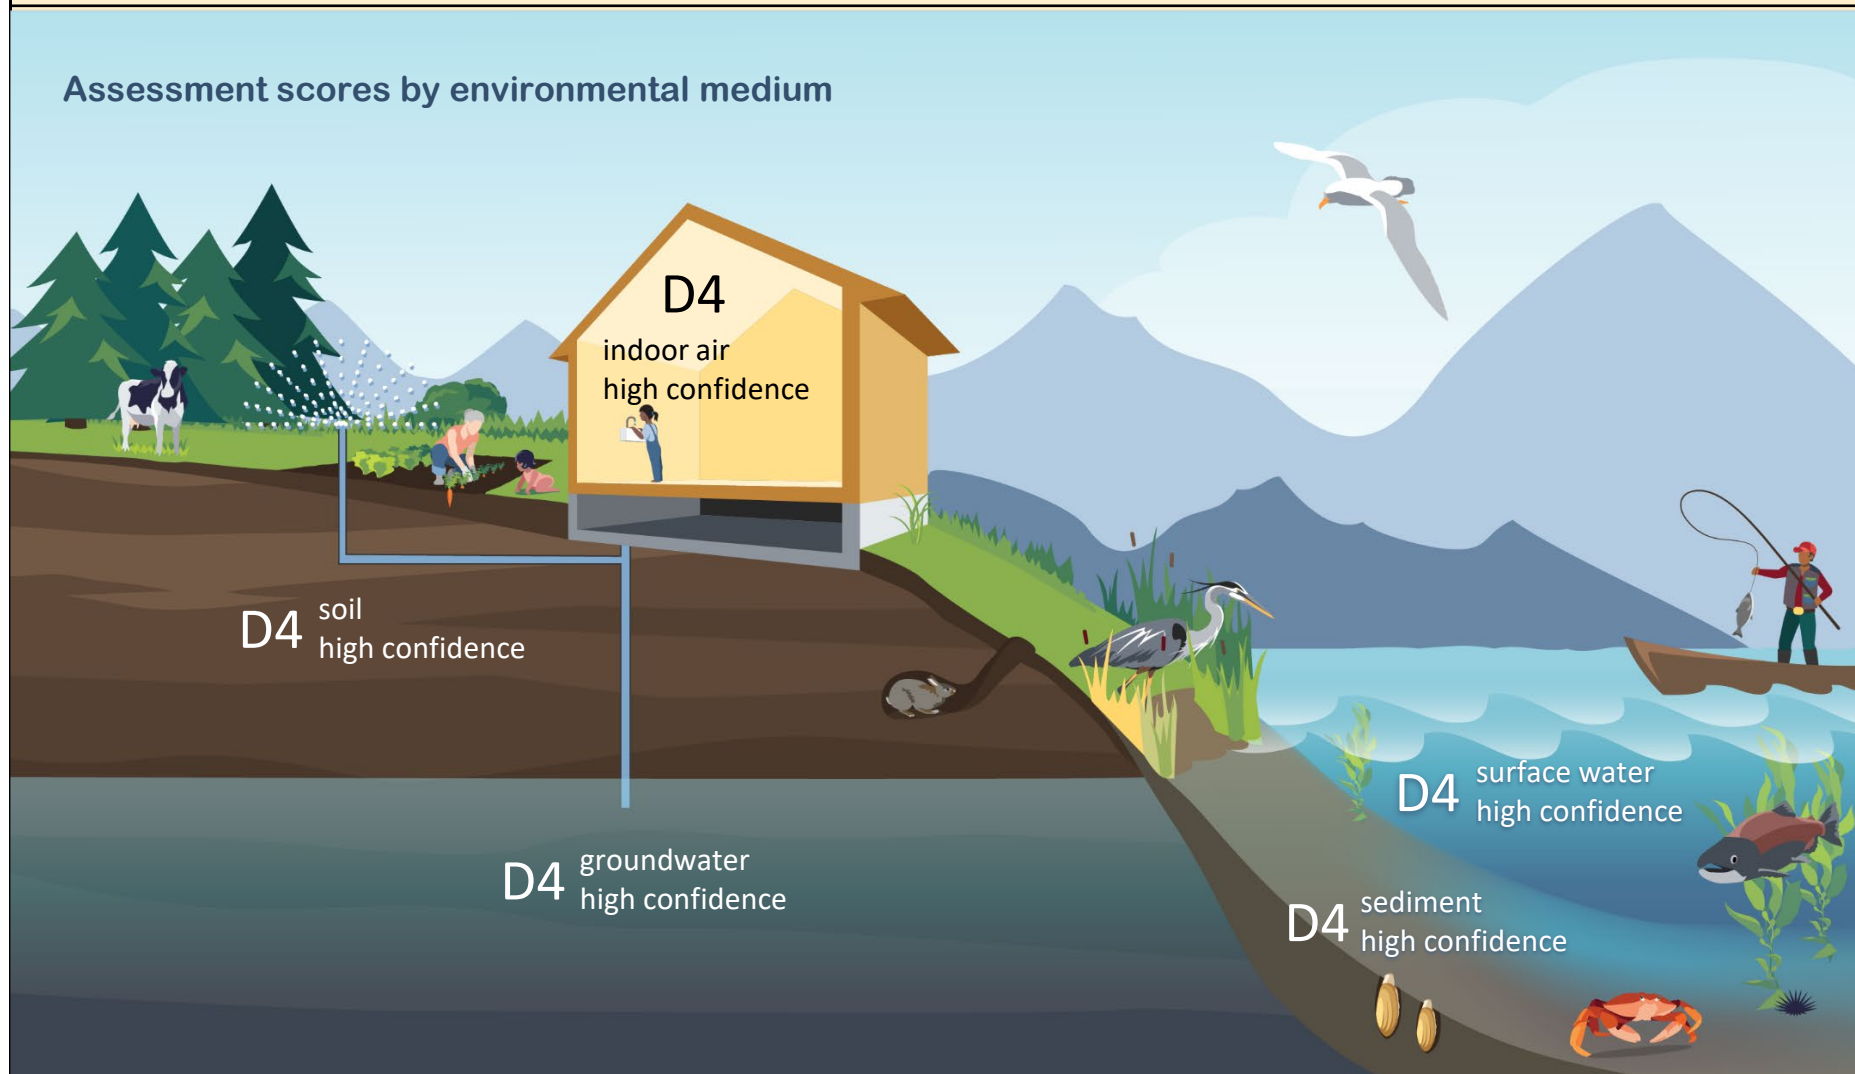 Assessment scores by environmental medium
D4
indoor air
high confidence
D4
soil
high confidence
D4
surface water
high confidence
D4
groundwater
high confidence
D4
sediment
high confidence